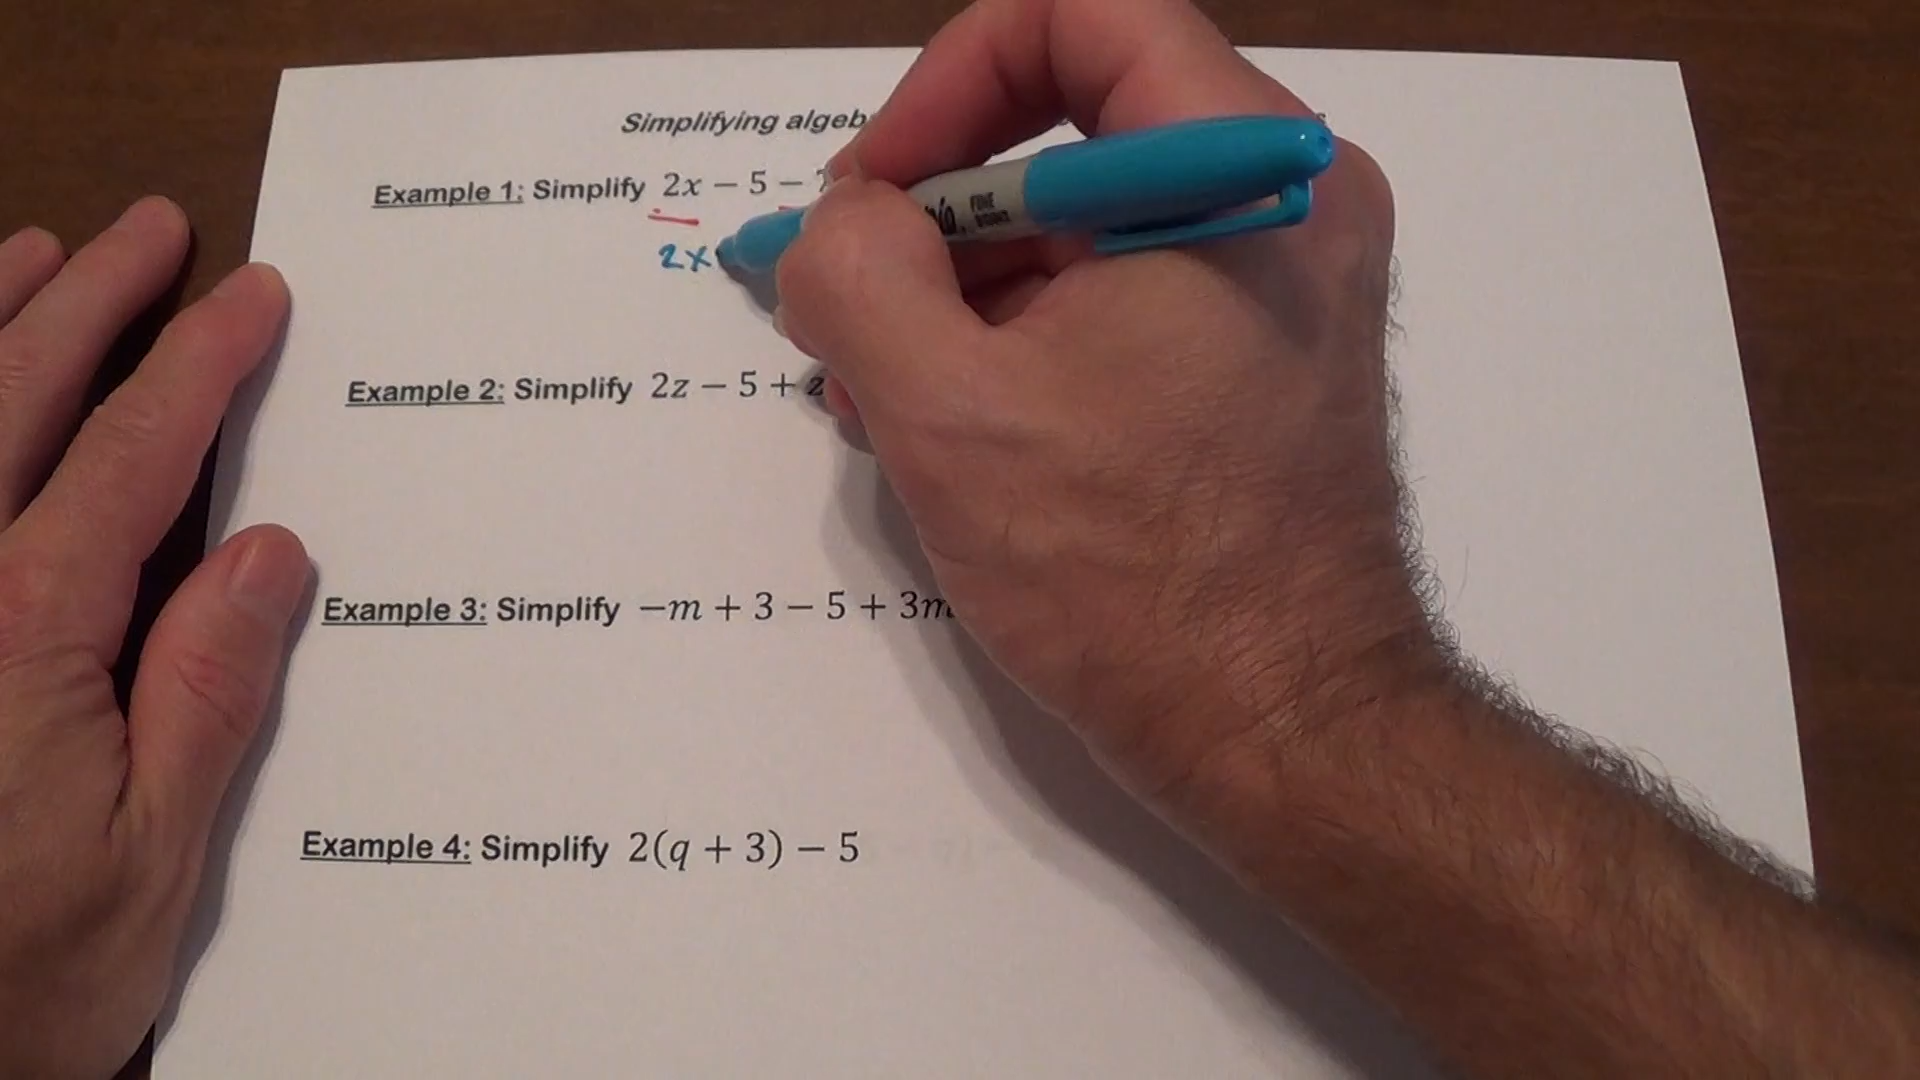 Simplifying
Example 1: Simplify 2x − 5 −
2x
FINE
Example 2: Simplify 2z − 5 + z
Example 3: Simplify −m + 3 − 5 + 3m
Example 4: Simplify 2(q + 3) − 5